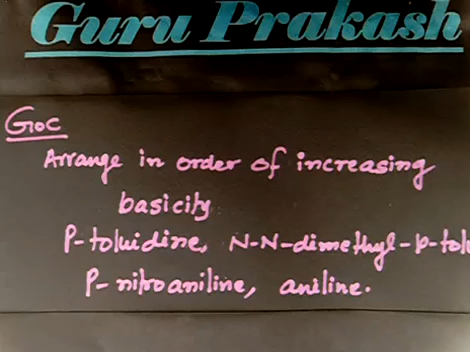 Guru Prakash
GOC
Arrange in order of increasing
basicity
P-toluidine, N-N-dimethyl-p-tolu
P-nitroaniline, aniline.